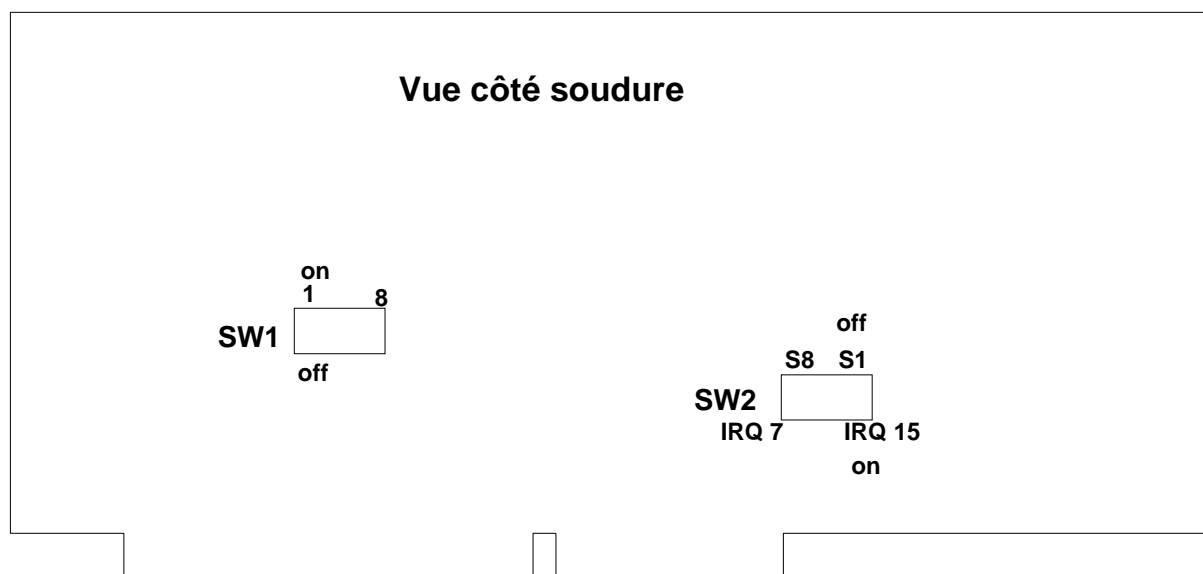 Vue côté soudure
on
1 8
SW1
off
off
S8 S1
SW2
IRQ 7 IRQ 15
on